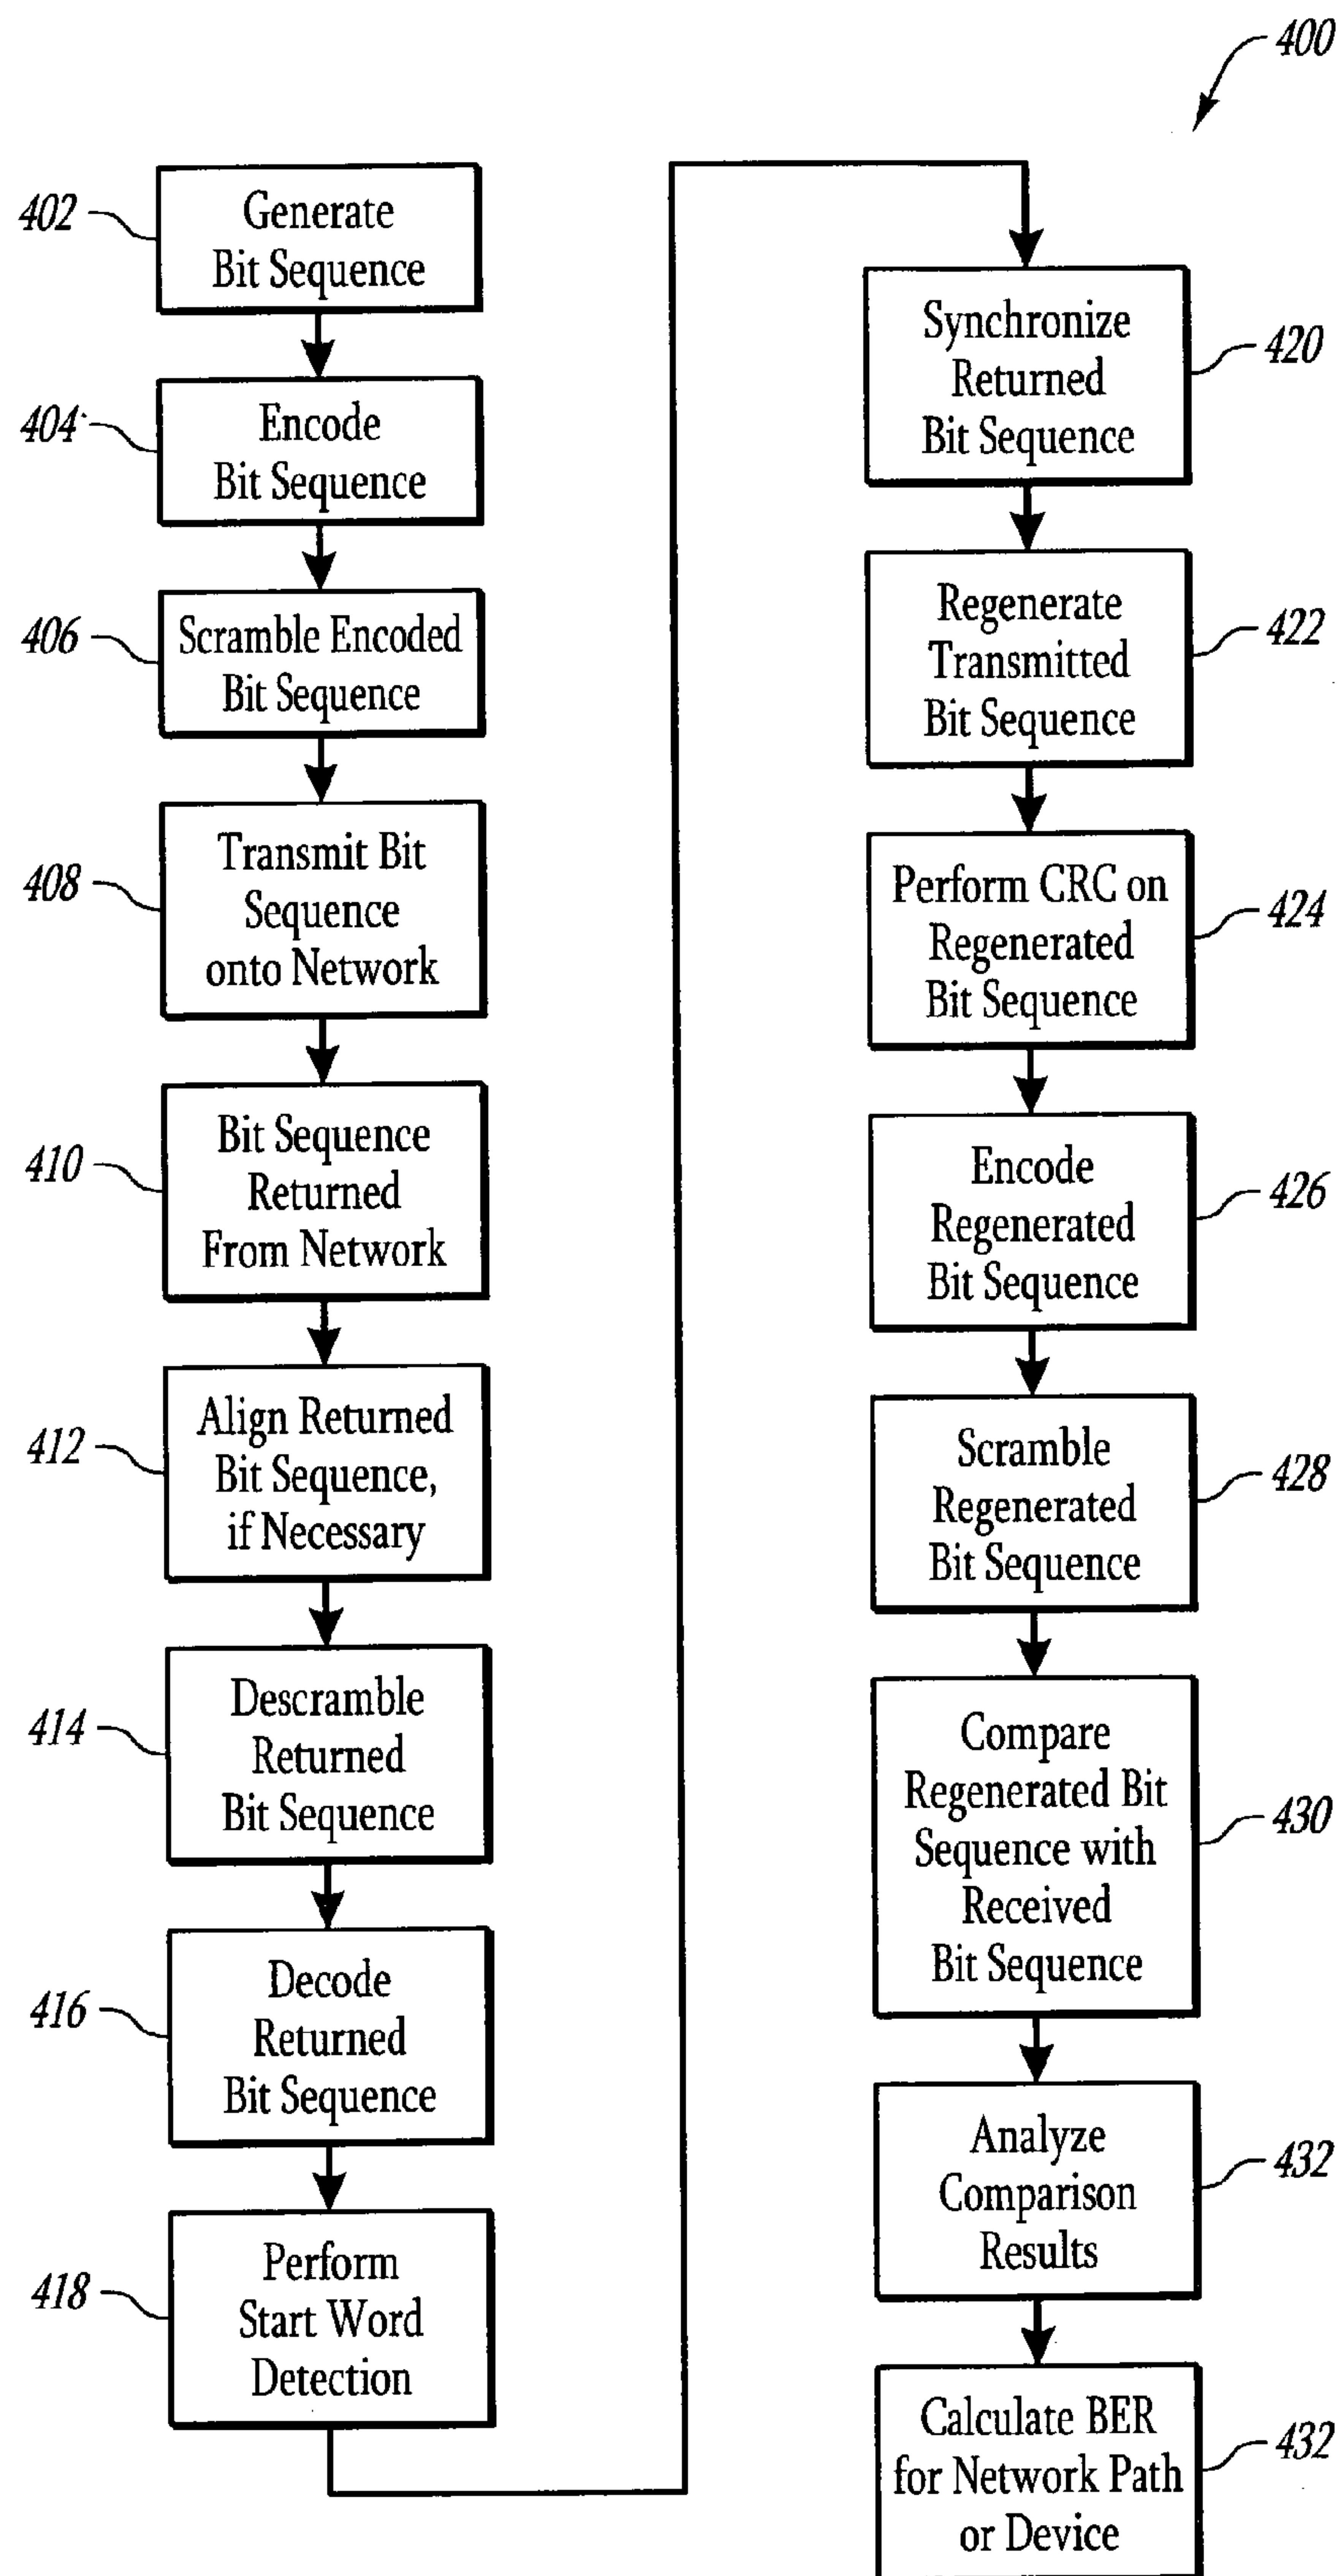 400
402
Generate
Bit Sequence
404
Encode
Bit Sequence
406
Scramble Encoded
Bit Sequence
408
Transmit Bit
Sequence
onto Network
410
Bit Sequence
Returned
From Network
412
Align Returned
Bit Sequence,
if Necessary
414
Descramble
Returned
Bit Sequence
416
Decode
Returned
Bit Sequence
418
Perform
Start Word
Detection
Synchronize
Returned
Bit Sequence
420
Regenerate
Transmitted
Bit Sequence
422
Perform CRC on
Regenerated
Bit Sequence
424
Encode
Regenerated
Bit Sequence
426
Scramble
Regenerated
Bit Sequence
428
Compare
Regenerated Bit
Sequence with
Received
Bit Sequence
430
Analyze
Comparison
Results
432
Calculate BER
for Network Path
or Device
432